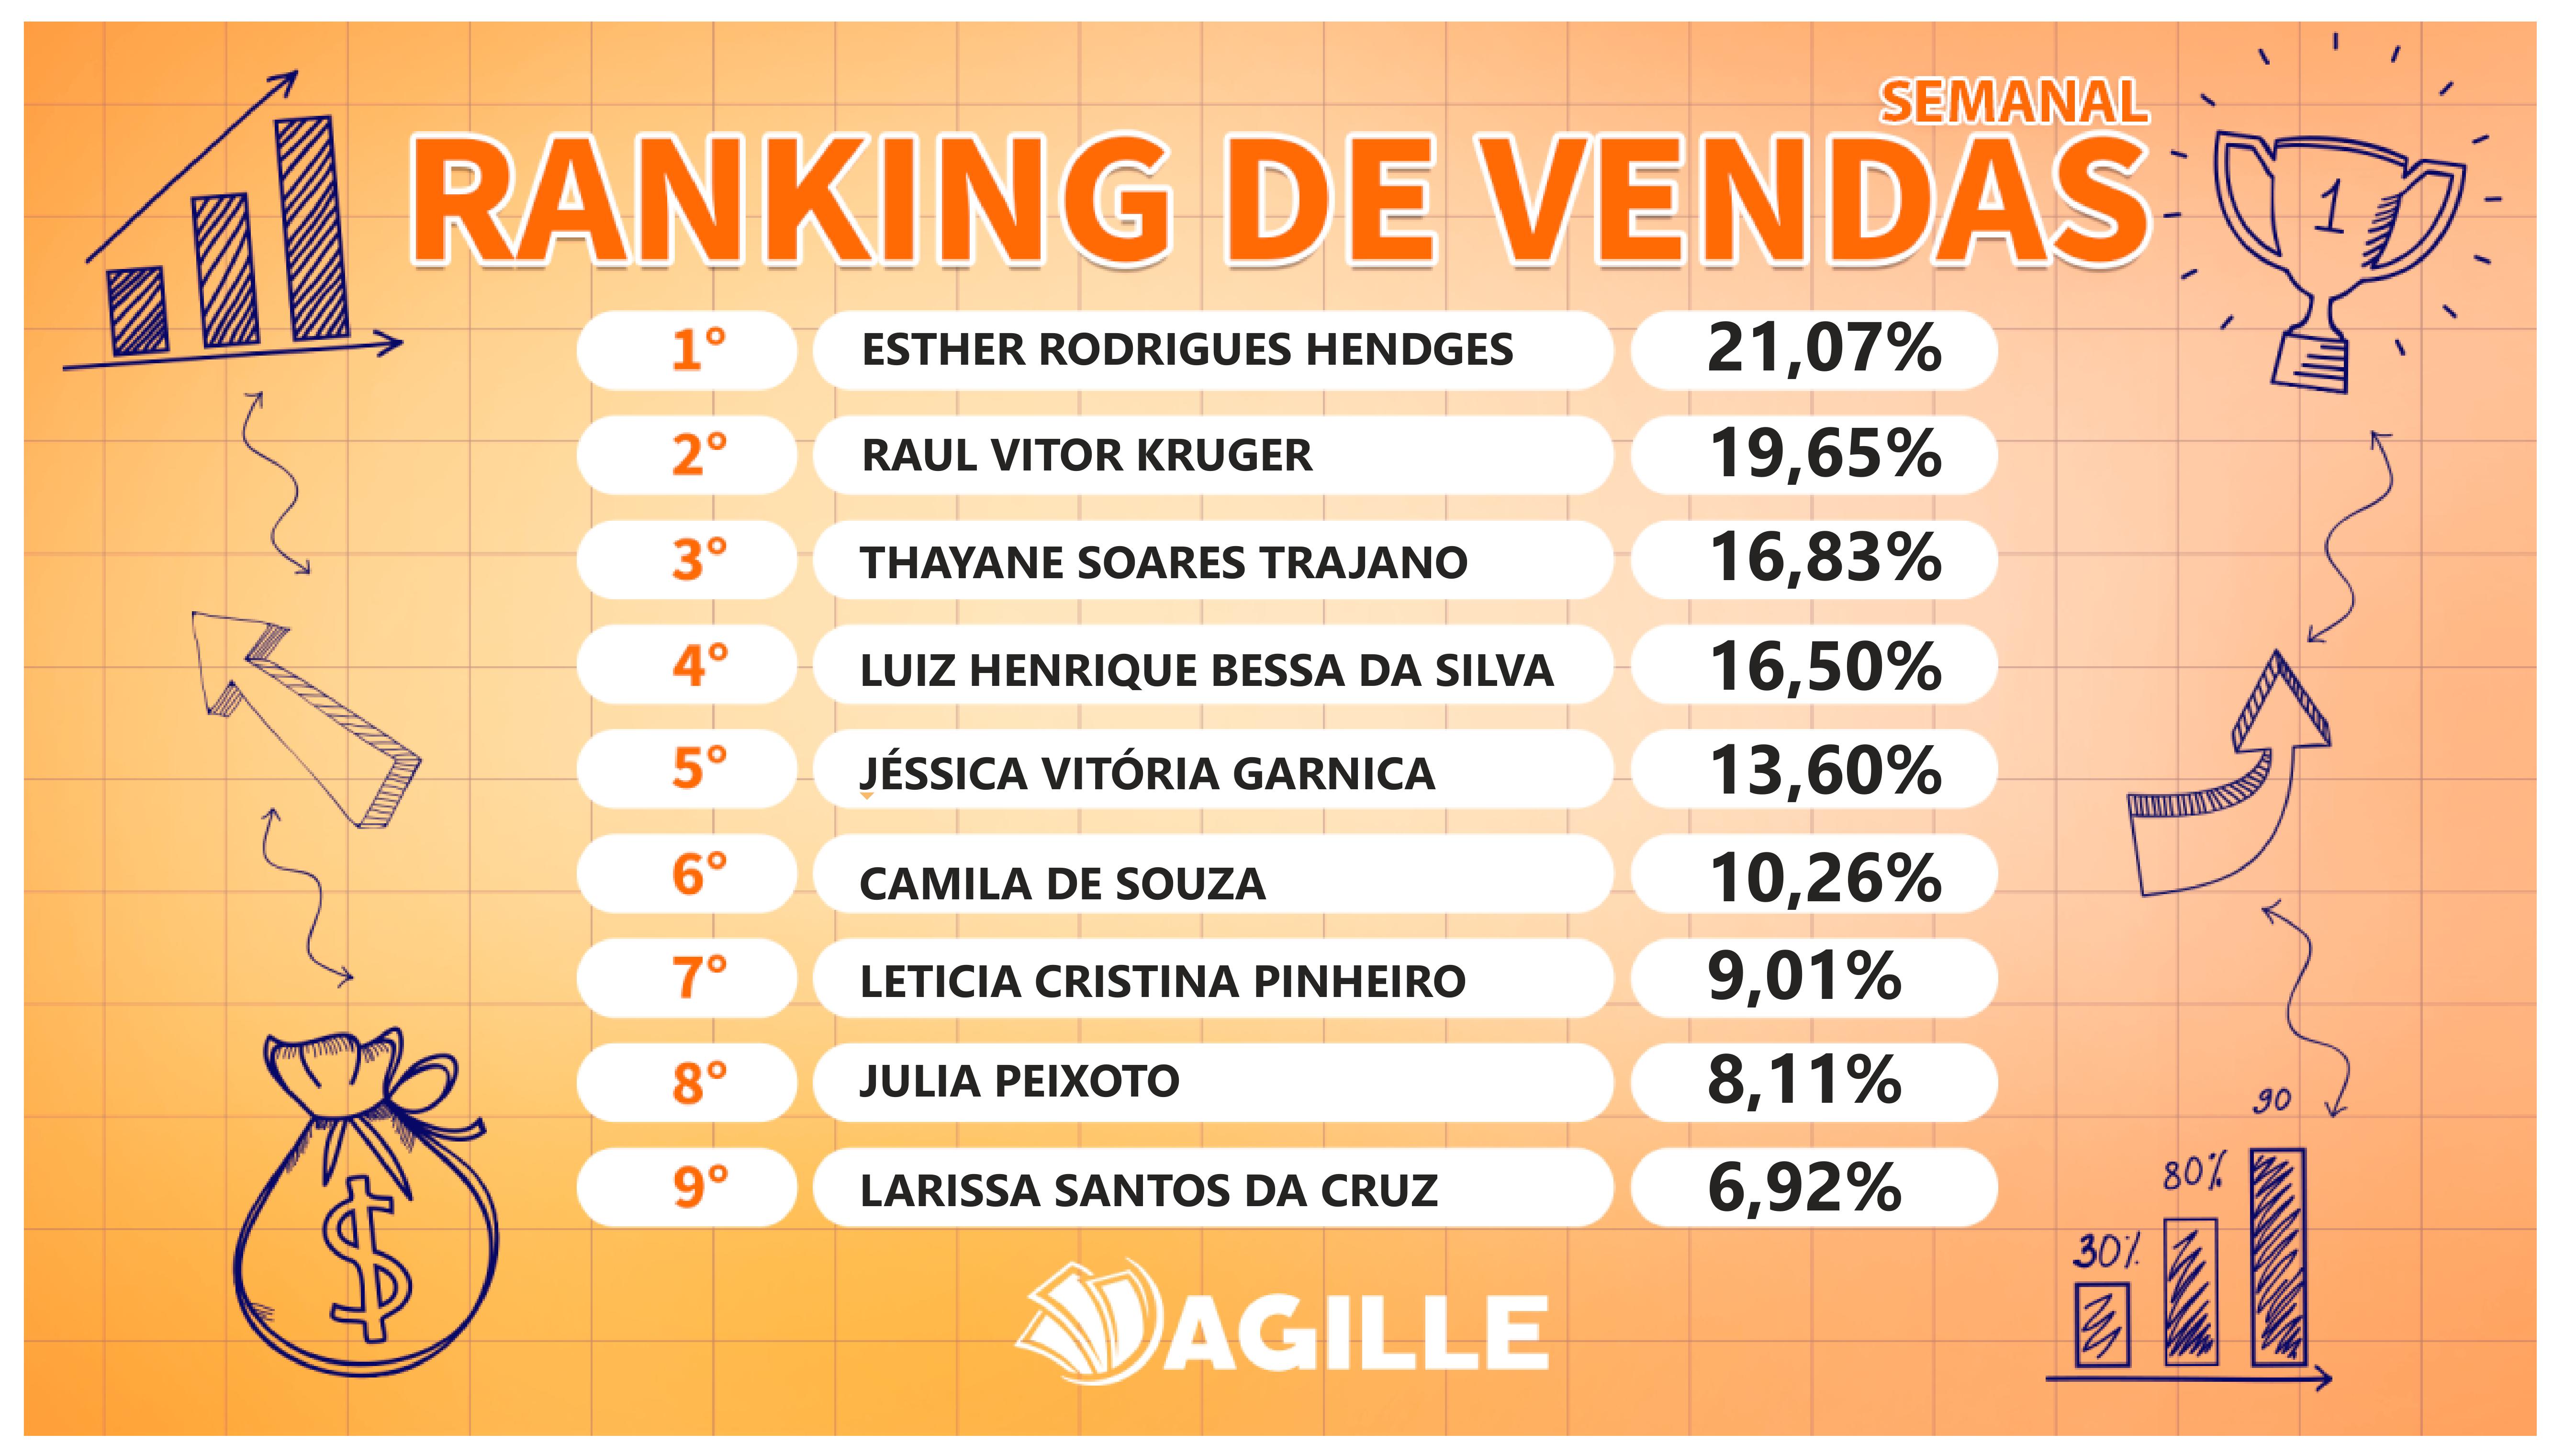 SEMANAL
RANKING DE VENDAS
1
1° ESTHER RODRIGUES HENDGES 21,07%
2° RAUL VITOR KRUGER 19,65%
3° THAYANE SOARES TRAJANO 16,83%
4° LUIZ HENRIQUE BESSA DA SILVA 16,50%
5° JÉSSICA VITÓRIA GARNICA 13,60%
6° CAMILA DE SOUZA 10,26%
7° LETICIA CRISTINA PINHEIRO 9,01%
8° JULIA PEIXOTO 8,11%
9° LARISSA SANTOS DA CRUZ 6,92%
$
90
80%
30%
AGILLE